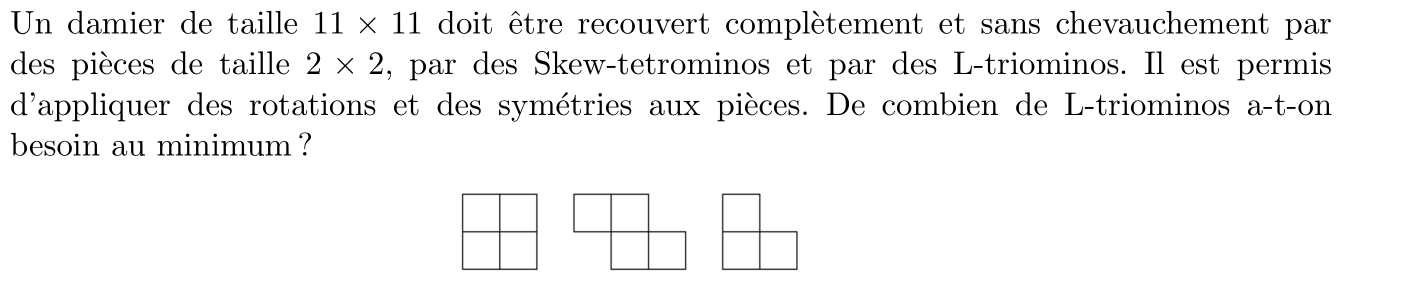 Un damier de taille 11 × 11 doit être recouvert complètement et sans chevauchement par
des pièces de taille 2 × 2, par des Skew-tetrominos et par des L-triominos. Il est permis
d'appliquer des rotations et des symétries aux pièces. De combien de L-triominos a-t-on
besoin au minimum ?